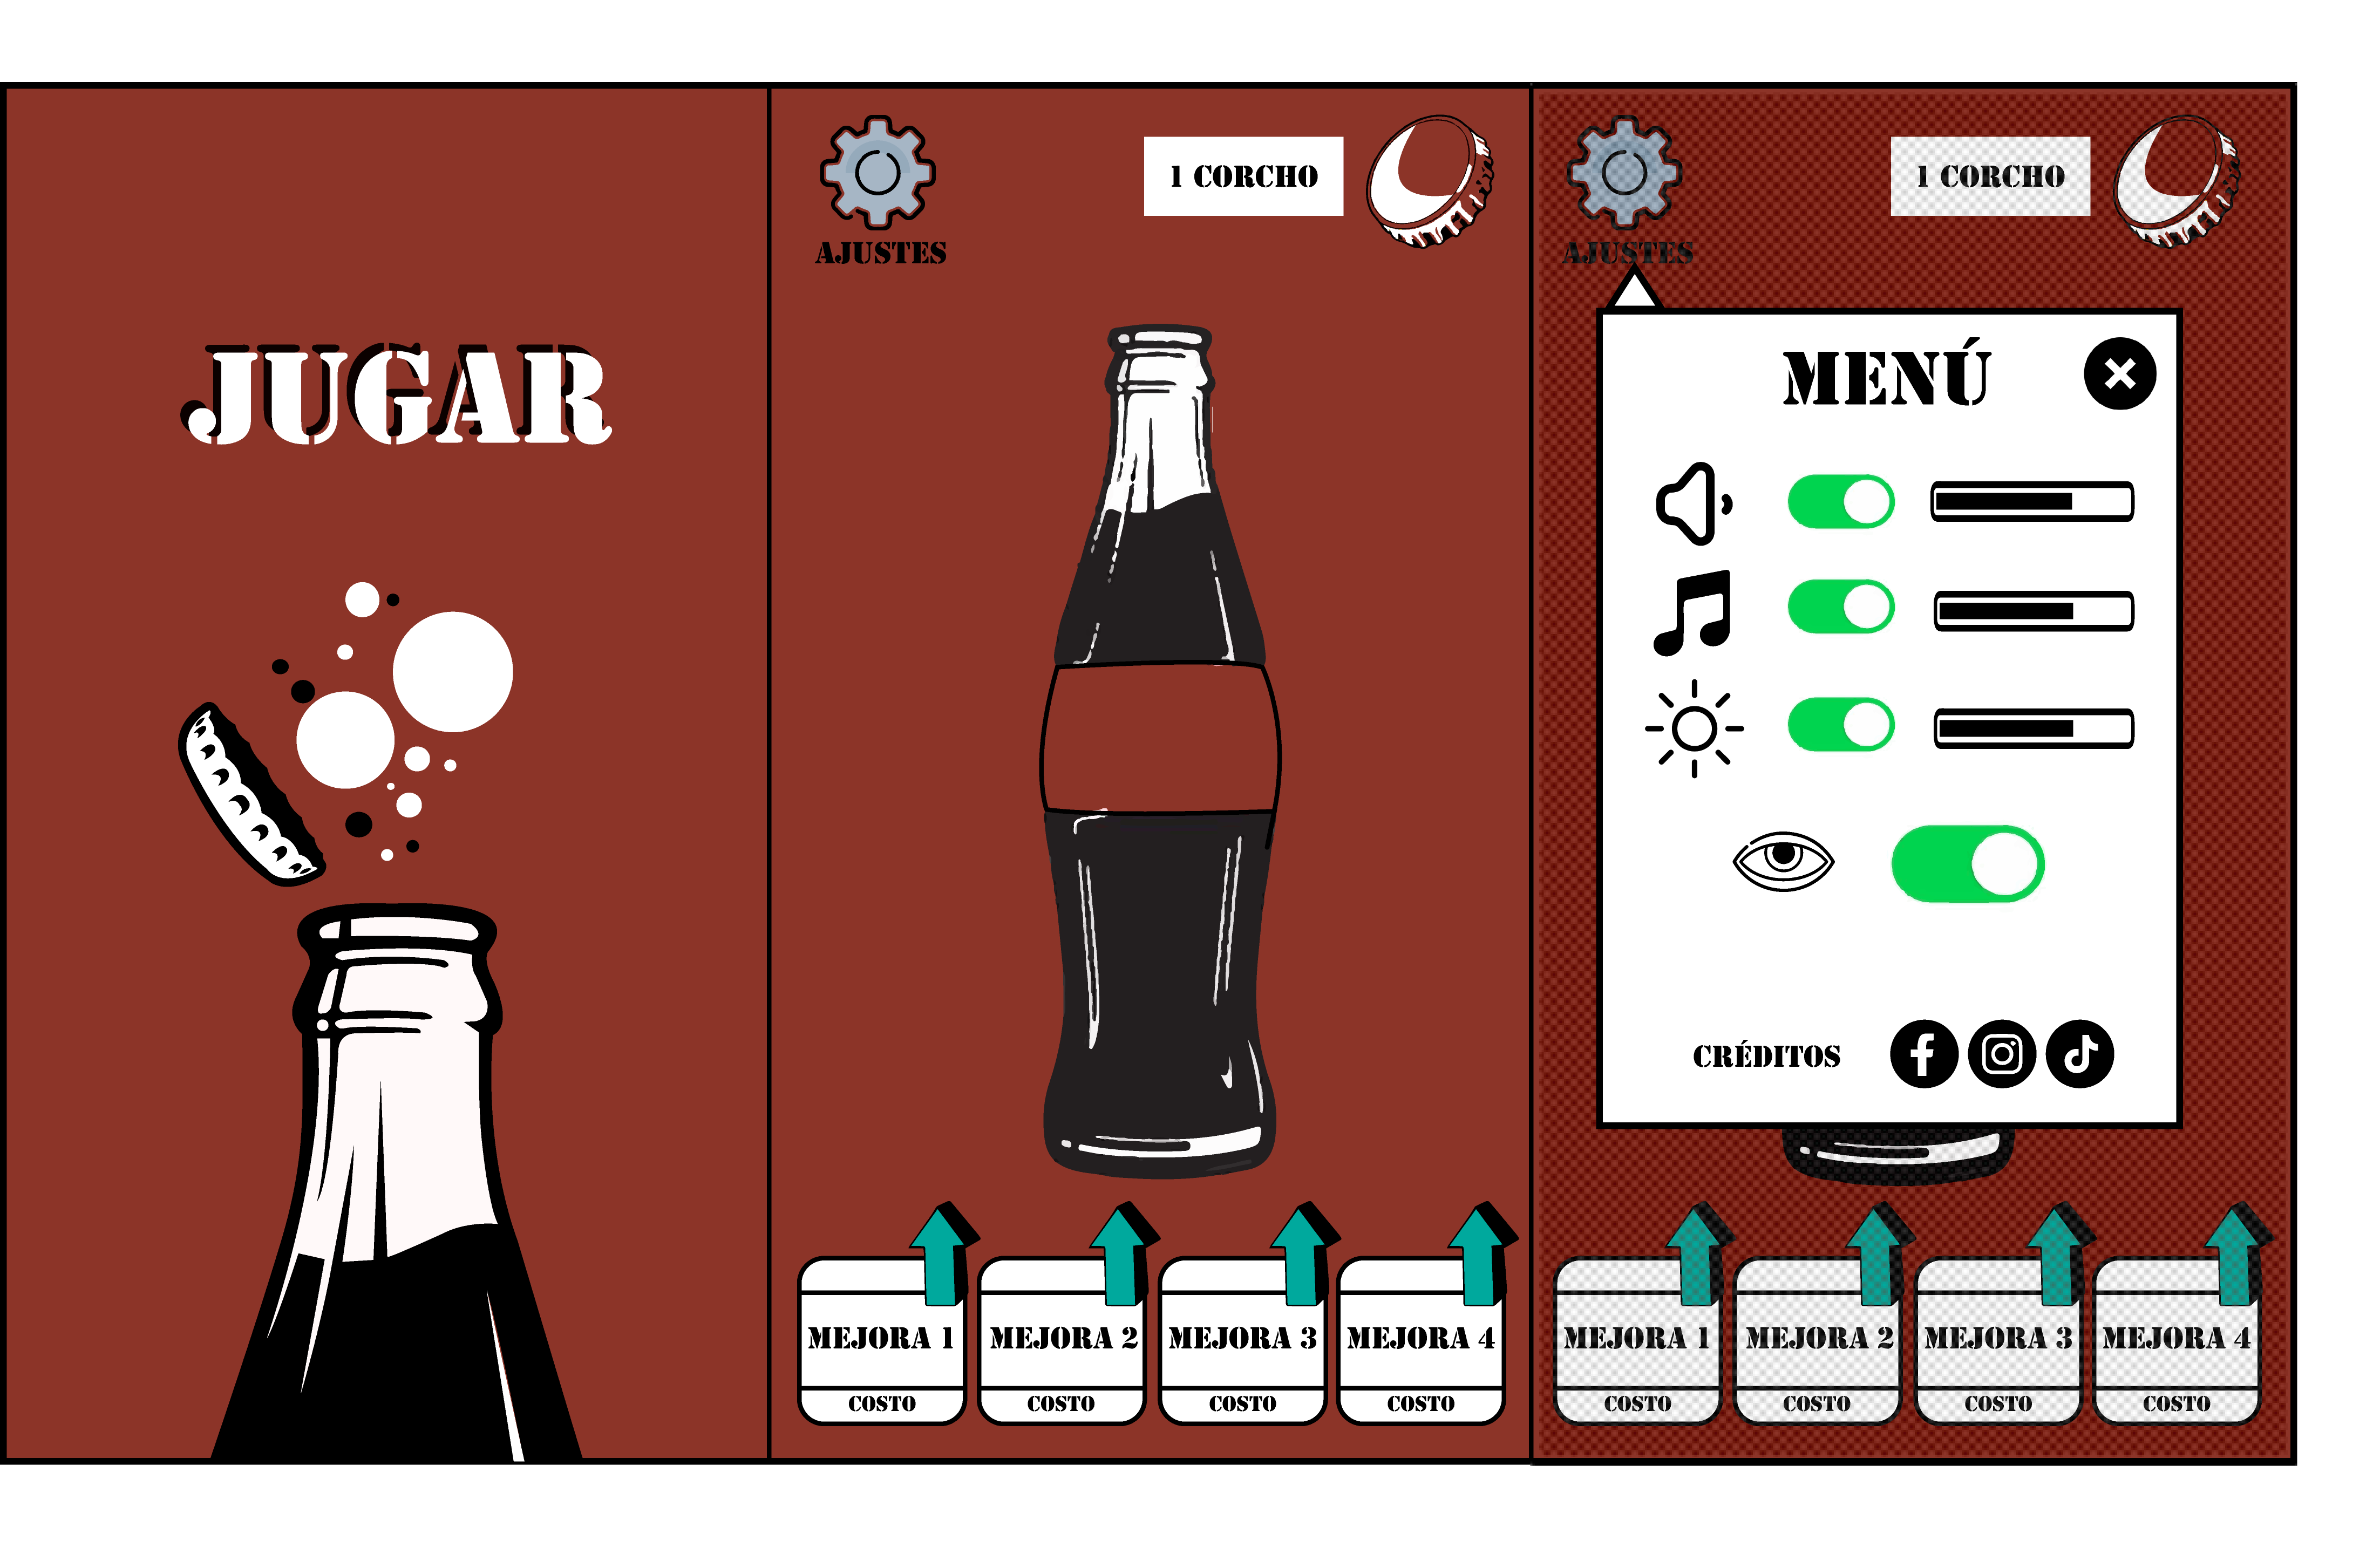 JUGAR
AJUSTES
1 CORCHO
MEJORA 1
COSTO
MEJORA 2
COSTO
MEJORA 3
COSTO
MEJORA 4
COSTO
AJUSTES
1 CORCHO
MENÚ
CRÉDITOS
MEJORA 1
COSTO
MEJORA 2
COSTO
MEJORA 3
COSTO
MEJORA 4
COSTO